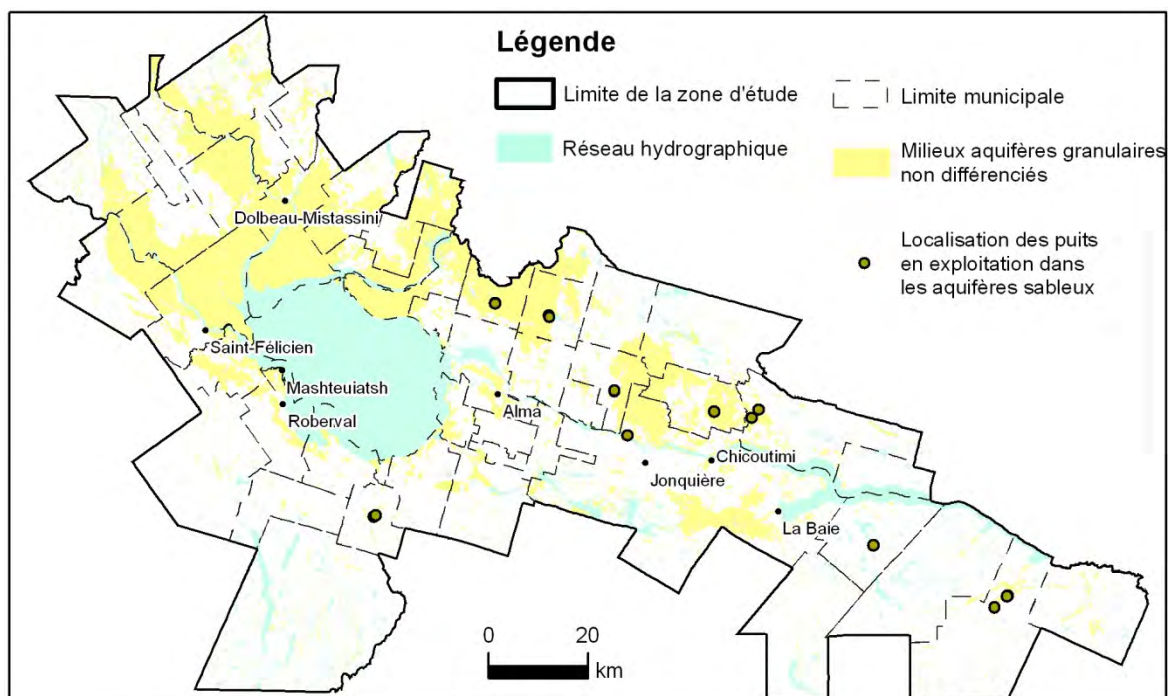 Légende
Limite de la zone d'étude
Limite municipale
Réseau hydrographique
Milieux aquifères granulaires
non différenciés
Localisation des puits
en exploitation dans
les aquifères sableux
Dolbeau-Mistassini
Saint-Félicien
Mashteuiatsh
Roberval
Alma
Chicoutimi
Jonquière
La Baie
0 20
km